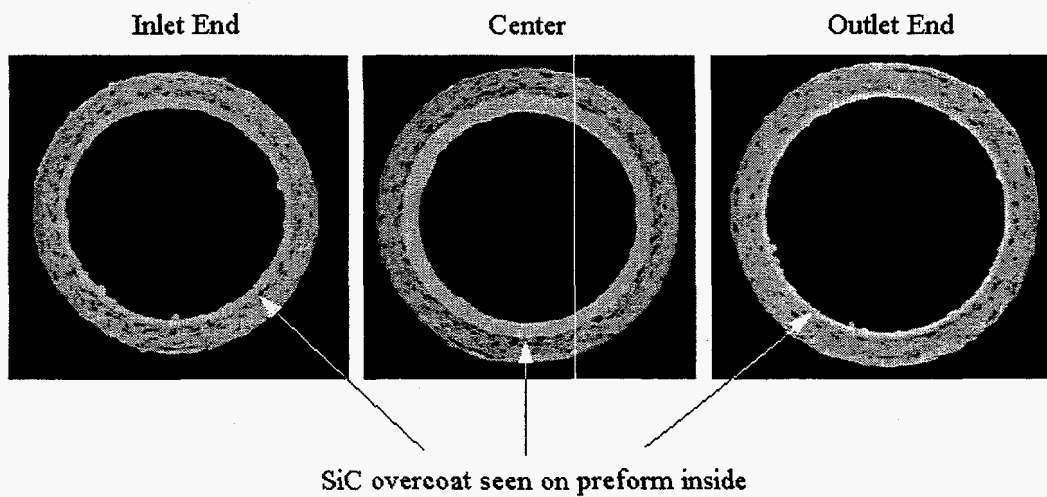 Inlet End
Center
Outlet End
SiC overcoat seen on preform inside